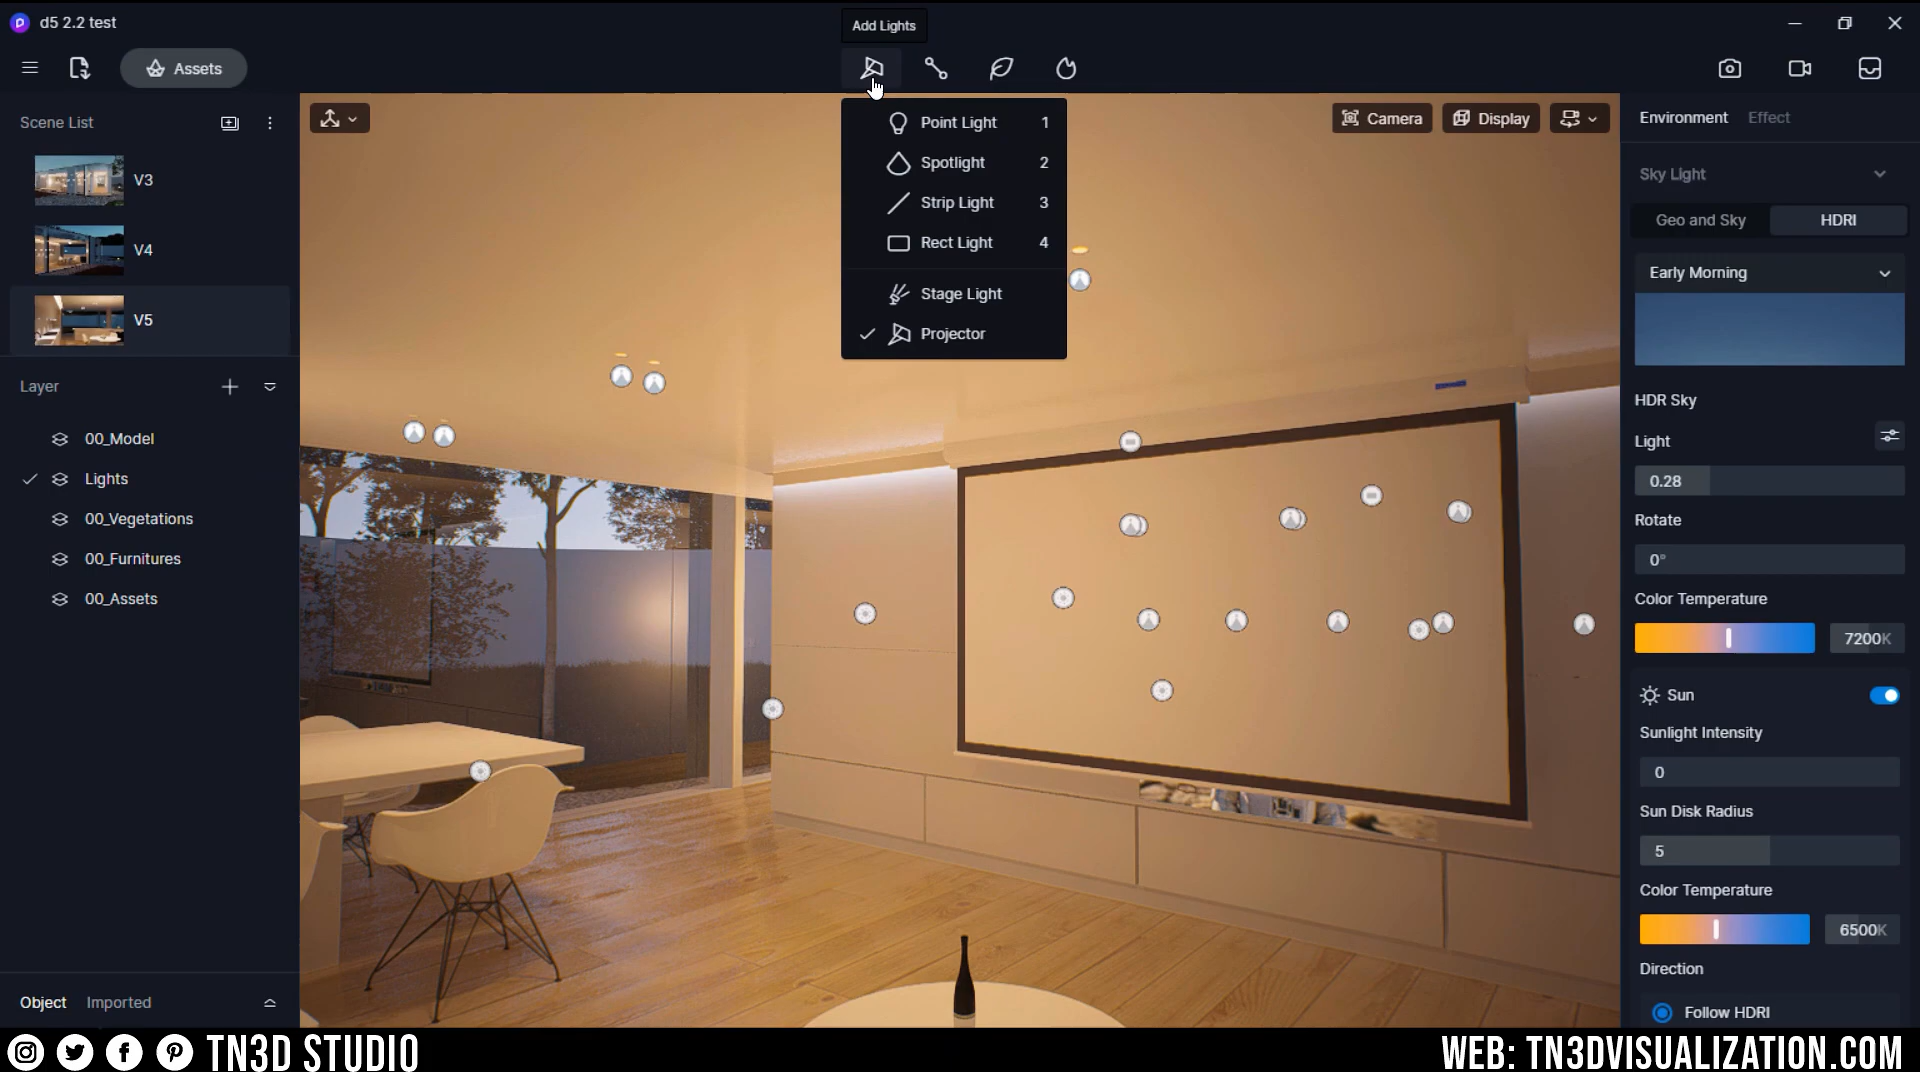 d5 2.2 test
Add Lights
Assets
Scene List
V3
V4
V5
Layer
00_Model
Lights
00_Vegetations
00_Furnitures
00_Assets
Object Imported
Point Light 1
Spotlight 2
Strip Light 3
Rect Light 4
Stage Light
Projector
Camera Display
Environment Effect
Sky Light
Geo and Sky HDRI
Early Morning
HDR Sky
Light
0.28
Rotate
0°
Color Temperature
7200K
Sun
Sunlight Intensity
0
Sun Disk Radius
5
Color Temperature
6500K
Direction
Follow HDRI
TN3D STUDIO
WEB: TN3DVISUALIZATION.COM